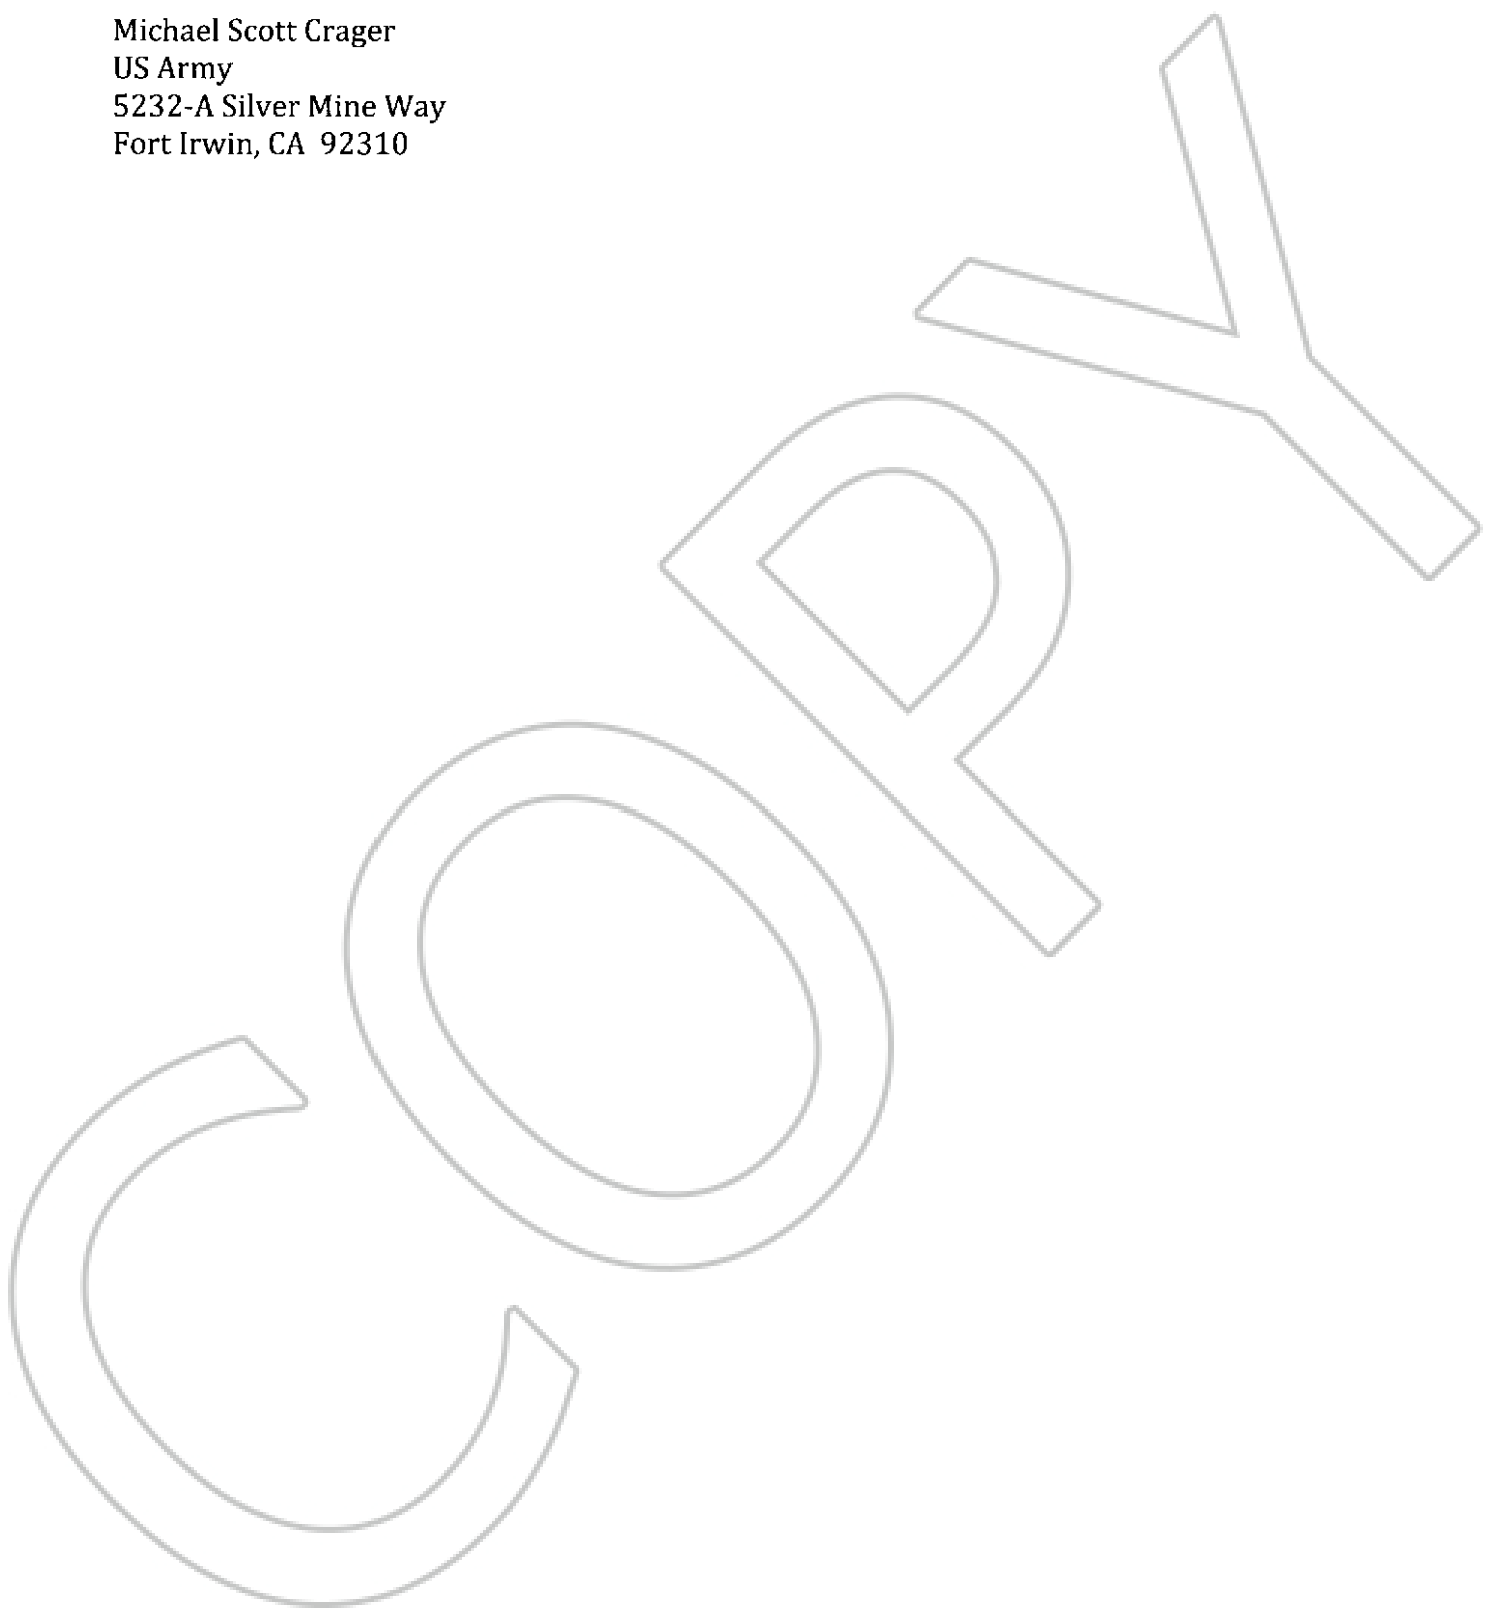 Michael Scott Crager
US Army
5232-A Silver Mine Way
Fort Irwin, CA  92310
COPY